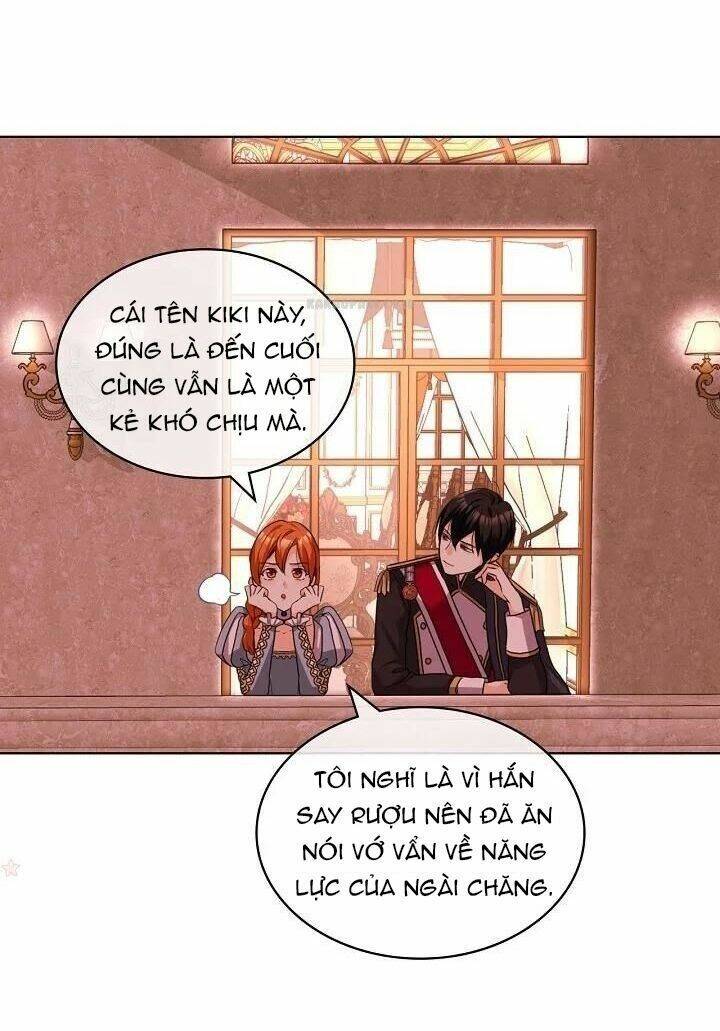 CÁI TÊN KIKI NÀY,
ĐÚNG LÀ ĐẾN CUỐI
CÙNG VẪN LÀ MỘT
KẺ KHÓ CHỊU MÀ.
TÔI NGHĨ LÀ VÌ HẮN
SAY RƯỢU NÊN ĐÃ ĂN
NÓI VỚ VẨN VỀ NĂNG
LỰC CỦA NGÀI CHĂNG.